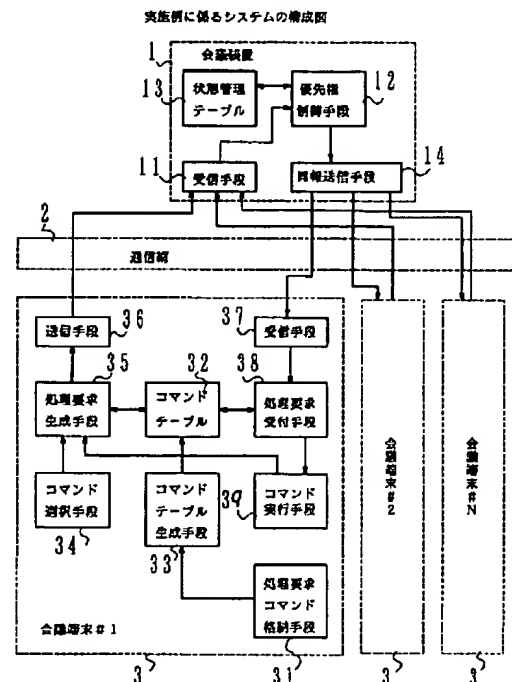 実施例に係るシステムの構成図
1
会議装置
13
状態管理
テーブル
優先権
制御手段
12
11
受信手段
同報送信手段
14
2
通信網
送信手段
36
受信手段
37
35
処理要求
生成手段
32
コマンド
テーブル
38
処理要求
受付手段
コマンド
選択手段
34
コマンド
テーブル
生成手段
33
39
コマンド
実行手段
処理要求
コマンド
格納手段
31
会議端末#1
3
会議端末#2
3
会議端末#N
3